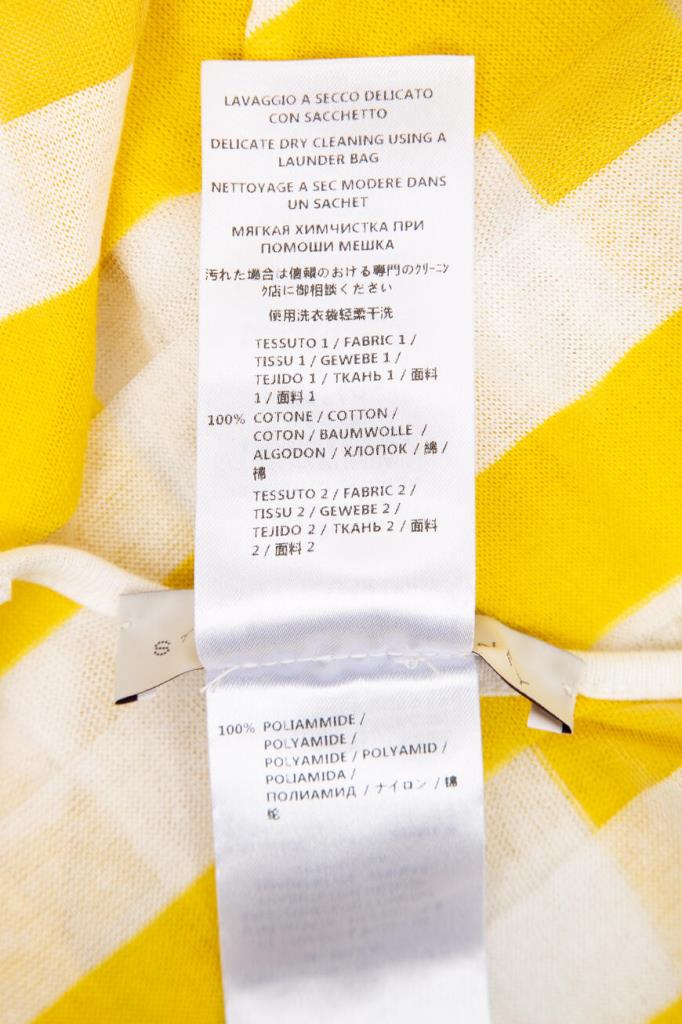 LAVAGGIO A SECCO DELICATO
CON SACCHETTO
DELICATE DRY CLEANING USING A
LAUNDER BAG
NETTOYAGE A SEC MODERE DANS
UN SACHET
МЯГКАЯ ХИМЧИСТКА ПРИ
ПОМОШИ МЕШКА
汚れた場合は信頼のおける専門のクリーニン
ク店に御相談ください
使用洗衣袋轻柔干洗
TESSUTO 1 / FABRIC 1 /
TISSU 1 / GEWEBE 1 /
TEJIDO 1 / ТКАНЬ 1 / 面料
1 / 面料 1
100% COTONE / COTTON /
COTON / BAUMWOLLE /
ALGODON / ХЛОПОК / 綿 /
棉
TESSUTO 2 / FABRIC 2 /
TISSU 2 / GEWEBE 2 /
TEJIDO 2 / ТКАНЬ 2 / 面料
2 / 面料 2
100% POLIAMMIDE /
POLYAMIDE /
POLYAMIDE / POLYAMID /
POLIAMIDA /
ПОЛИАМИД / ナイロン / 锦